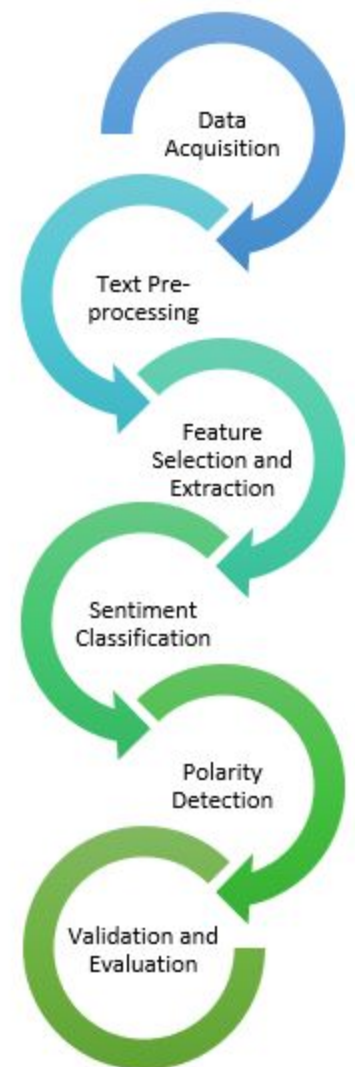 Data
Acquisition
Text Pre-
processing
Feature
Selection and
Extraction
Sentiment
Classification
Polarity
Detection
Validation and
Evaluation